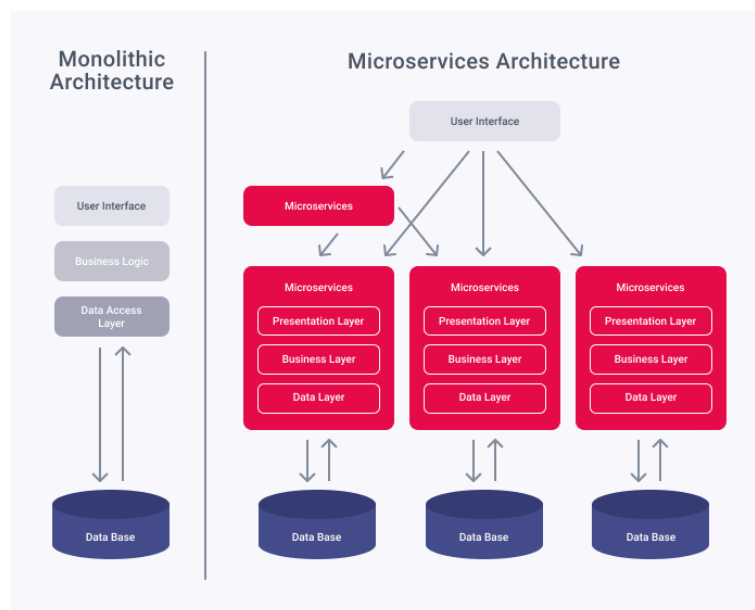 Monolithic
Architecture
Microservices Architecture
User Interface
Business Logic
Data Access
Layer
Data Base
User Interface
Microservices
Microservices
Presentation Layer
Business Layer
Data Layer
Data Base
Microservices
Presentation Layer
Business Layer
Data Layer
Data Base
Microservices
Presentation Layer
Business Layer
Data Layer
Data Base